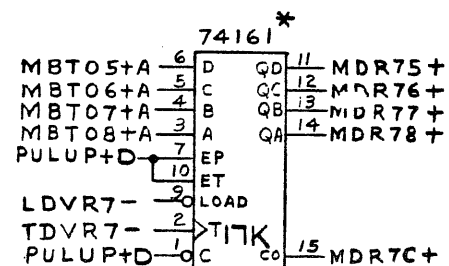 74161 *
MBT05+A 6 D QD 11 MDR75+
MBT06+A 5 C QC 12 MDR76+
MBT07+A 4 B QB 13 MDR77+
MBT08+A 3 A QA 14 MDR78+
PULUP+D 7 EP
10 ET
LDVR7- 9 LOAD
TDVR7- 2 T 17K
PULUP+D 1 C CO 15 MDR7C+